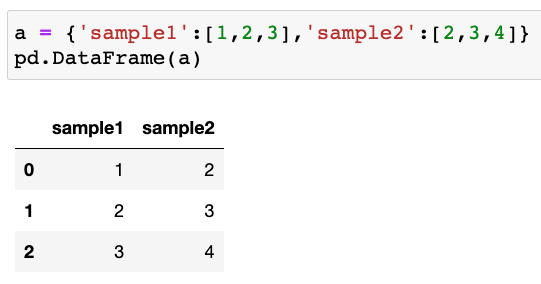 a = {'sample1':[1,2,3],'sample2':[2,3,4]}
pd.DataFrame(a)
sample1 sample2
0 1 2
1 2 3
2 3 4